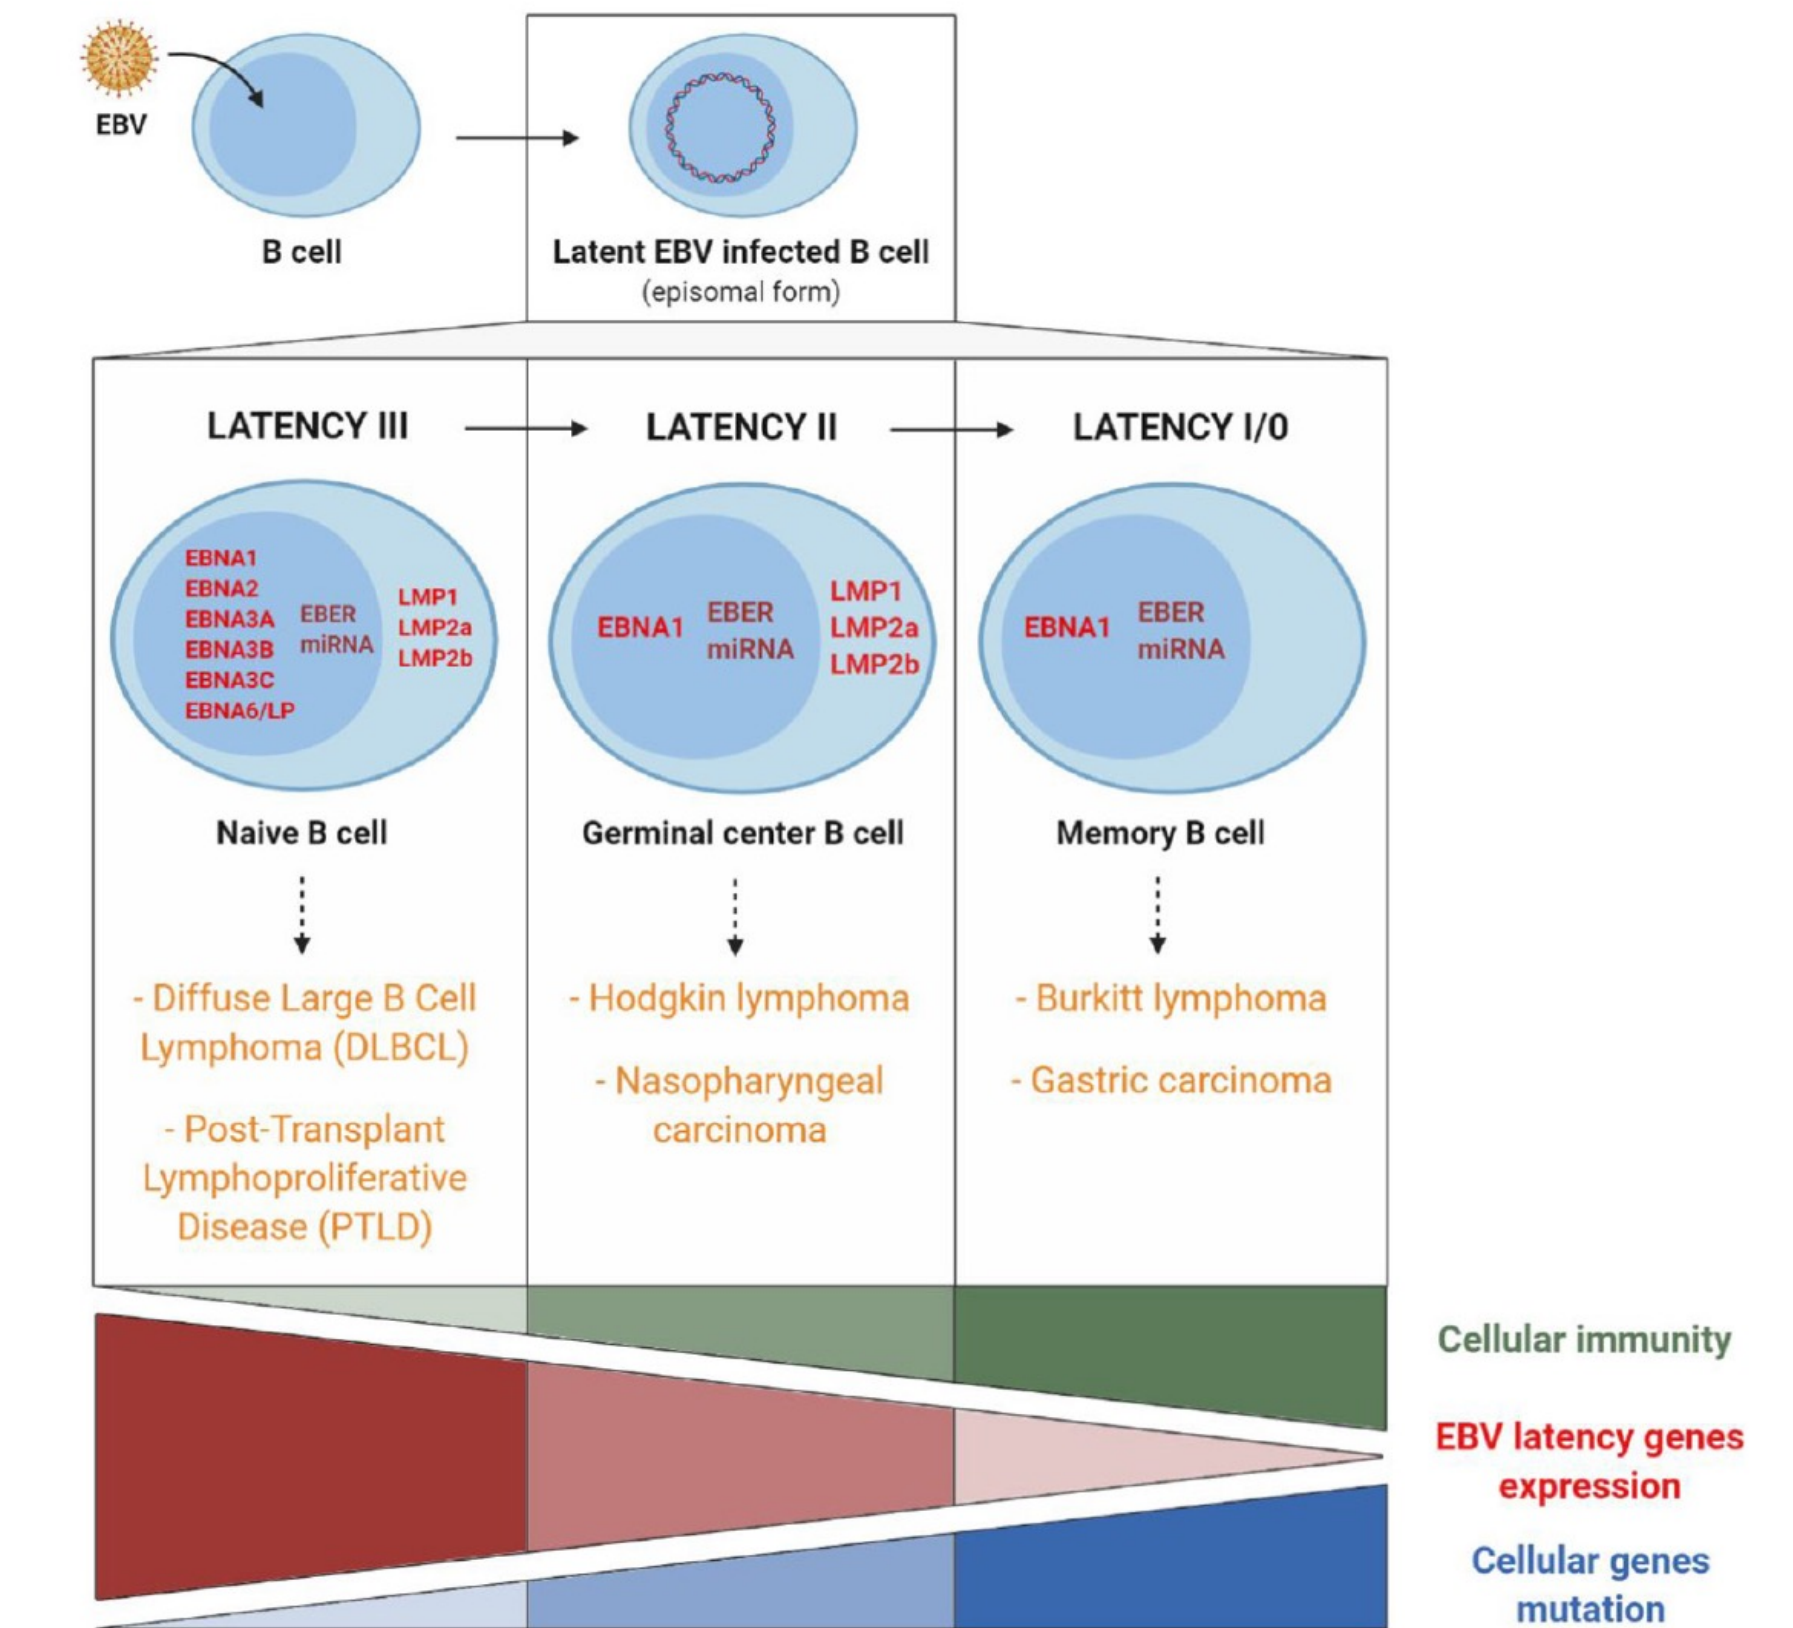 EBV
B cell
Latent EBV infected B cell
(episomal form)
LATENCY III
LATENCY II
LATENCY I/0
EBNA1
EBNA2
EBNA3A
EBNA3B
EBNA3C
EBNA6/LP
EBER
miRNA
LMP1
LMP2a
LMP2b
EBNA1
EBER
miRNA
LMP1
LMP2a
LMP2b
EBNA1
EBER
miRNA
Naive B cell
Germinal center B cell
Memory B cell
- Diffuse Large B Cell
Lymphoma (DLBCL)
- Post-Transplant
Lymphoproliferative
Disease (PTLD)
- Hodgkin lymphoma
- Nasopharyngeal
carcinoma
- Burkitt lymphoma
- Gastric carcinoma
Cellular immunity
EBV latency genes
expression
Cellular genes
mutation